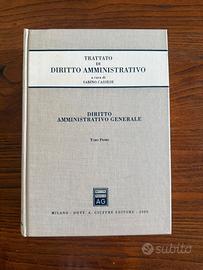 TRATTATO
DI
DIRITTO AMMINISTRATIVO
a cura di
SABINO CASSESE
DIRITTO
AMMINISTRATIVO GENERALE
Tomo Primo
AG
MILANO - DOTT. A. GIUFFRÈ EDITORE - 2000
subito